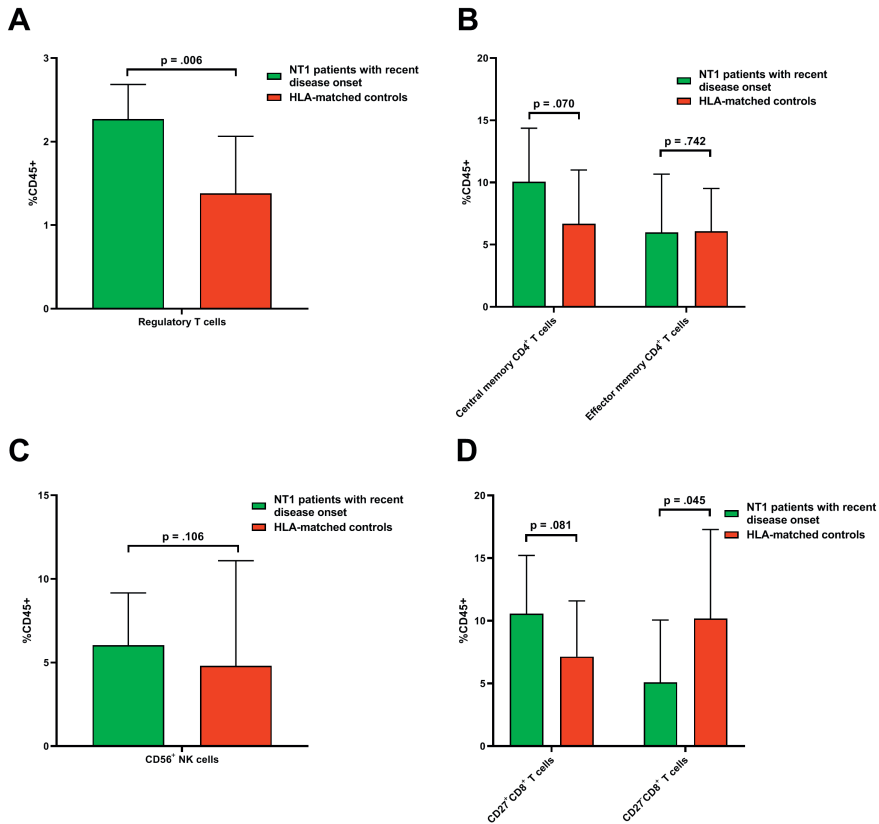 A
3
2
1
0
%CD45+
p = .006
NT1 patients with recent
disease onset
HLA-matched controls
Regulatory T cells
B
20
15
10
5
0
%CD45+
p = .070
p = .742
NT1 patients with recent
disease onset
HLA-matched controls
Central memory CD4⁺ T cells
Effector memory CD4⁺ T cells
C
15
10
5
0
%CD45+
p = .106
NT1 patients with recent
disease onset
HLA-matched controls
CD56⁺ NK cells
D
20
15
10
5
0
%CD45+
p = .081
p = .045
NT1 patients with recent
disease onset
HLA-matched controls
CD27⁺CD8⁺ T cells
CD27⁻CD8⁺ T cells